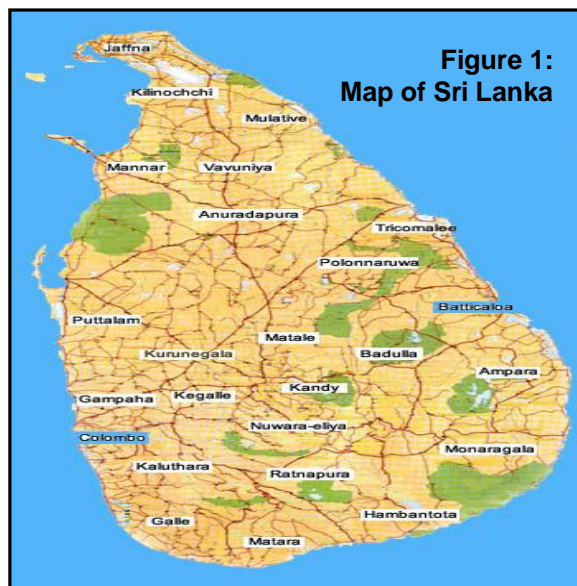 Figure 1:
Map of Sri Lanka
Jaffna
Kilinochchi
Mulative
Mannar
Vavuniya
Anuradapura
Tricomalee
Polonnaruwa
Batticaloa
Puttalam
Matale
Kurunegala
Badulla
Ampara
Kandy
Gampaha
Kegalle
Nuwara-eliya
Colombo
Monaragala
Kaluthara
Ratnapura
Hambantota
Galle
Matara